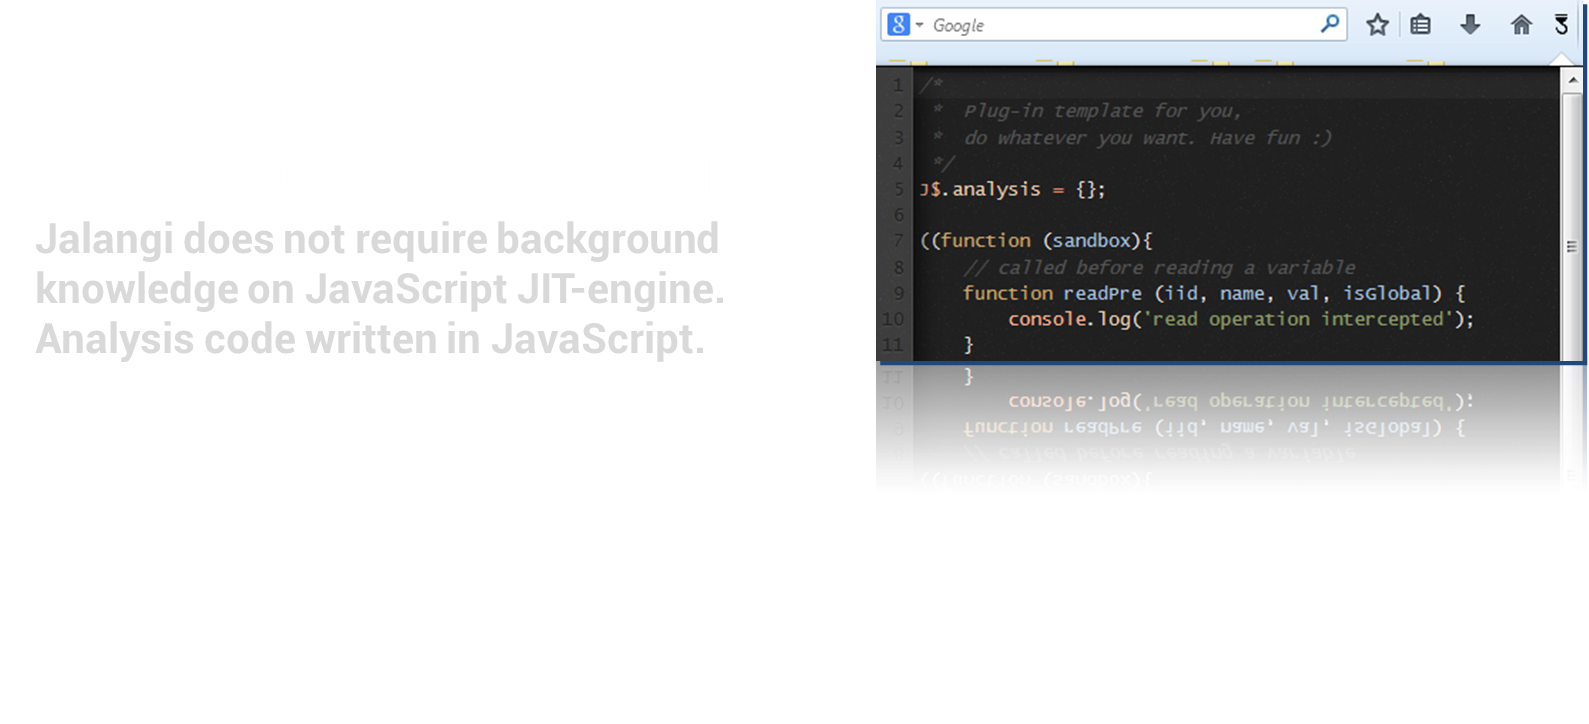 Jalangi does not require background
knowledge on JavaScript JIT-engine.
Analysis code written in JavaScript.
8 Google
1 /*
2 * Plug-in template for you,
3 * do whatever you want. Have fun :)
4 */
5 J$.analysis = {};
6
7 ((function (sandbox){
8 // called before reading a variable
9 function readPre (iid, name, val, isGlobal) {
10 console.log('read operation intercepted');
11 }